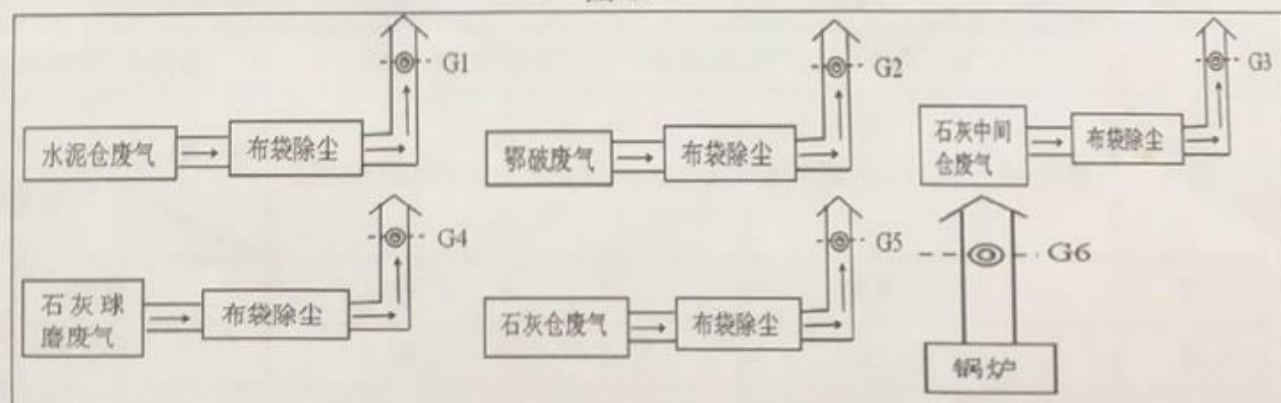 G1
水泥仓废气
布袋除尘
G2
鄂破废气
布袋除尘
G3
石灰中间
仓废气
布袋除尘
G4
石灰球
磨废气
布袋除尘
G5
石灰仓废气
布袋除尘
G6
锅炉